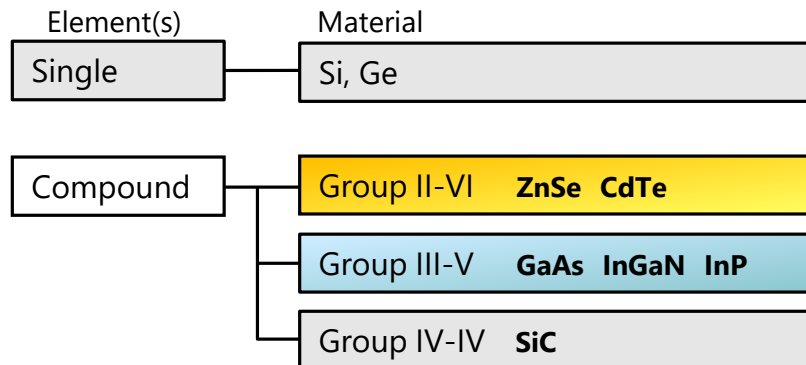 Element(s) Material
Single Si, Ge
Compound Group II-VI ZnSe CdTe
Group III-V GaAs InGaN InP
Group IV-IV SiC